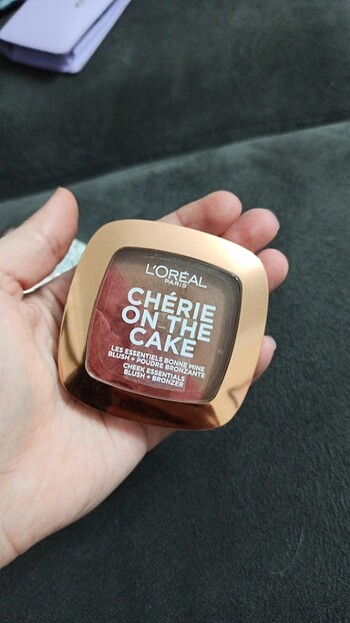 L'ORÉAL
PARIS
CHÉRIE
ON THE
CAKE
LES ESSENTIELS BONNE MINE
BLUSH + POUDRE BRONZANTE
CHEEK ESSENTIALS
BLUSH + BRONZER